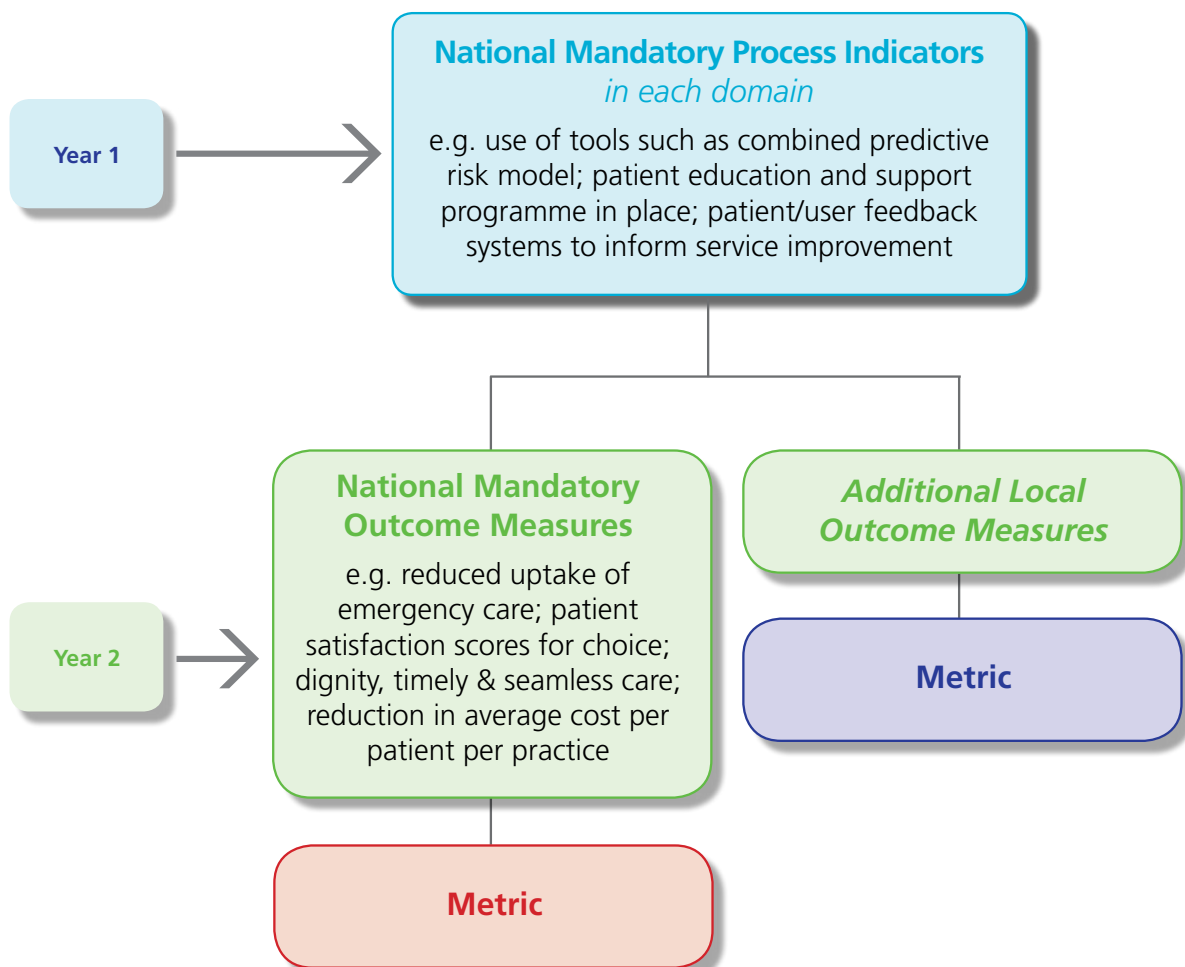 National Mandatory Process Indicators
in each domain
e.g. use of tools such as combined predictive
risk model; patient education and support
programme in place; patient/user feedback
systems to inform service improvement
Year 1
National Mandatory
Outcome Measures
e.g. reduced uptake of
emergency care; patient
satisfaction scores for choice;
dignity, timely & seamless care;
reduction in average cost per
patient per practice
Additional Local
Outcome Measures
Year 2
Metric
Metric